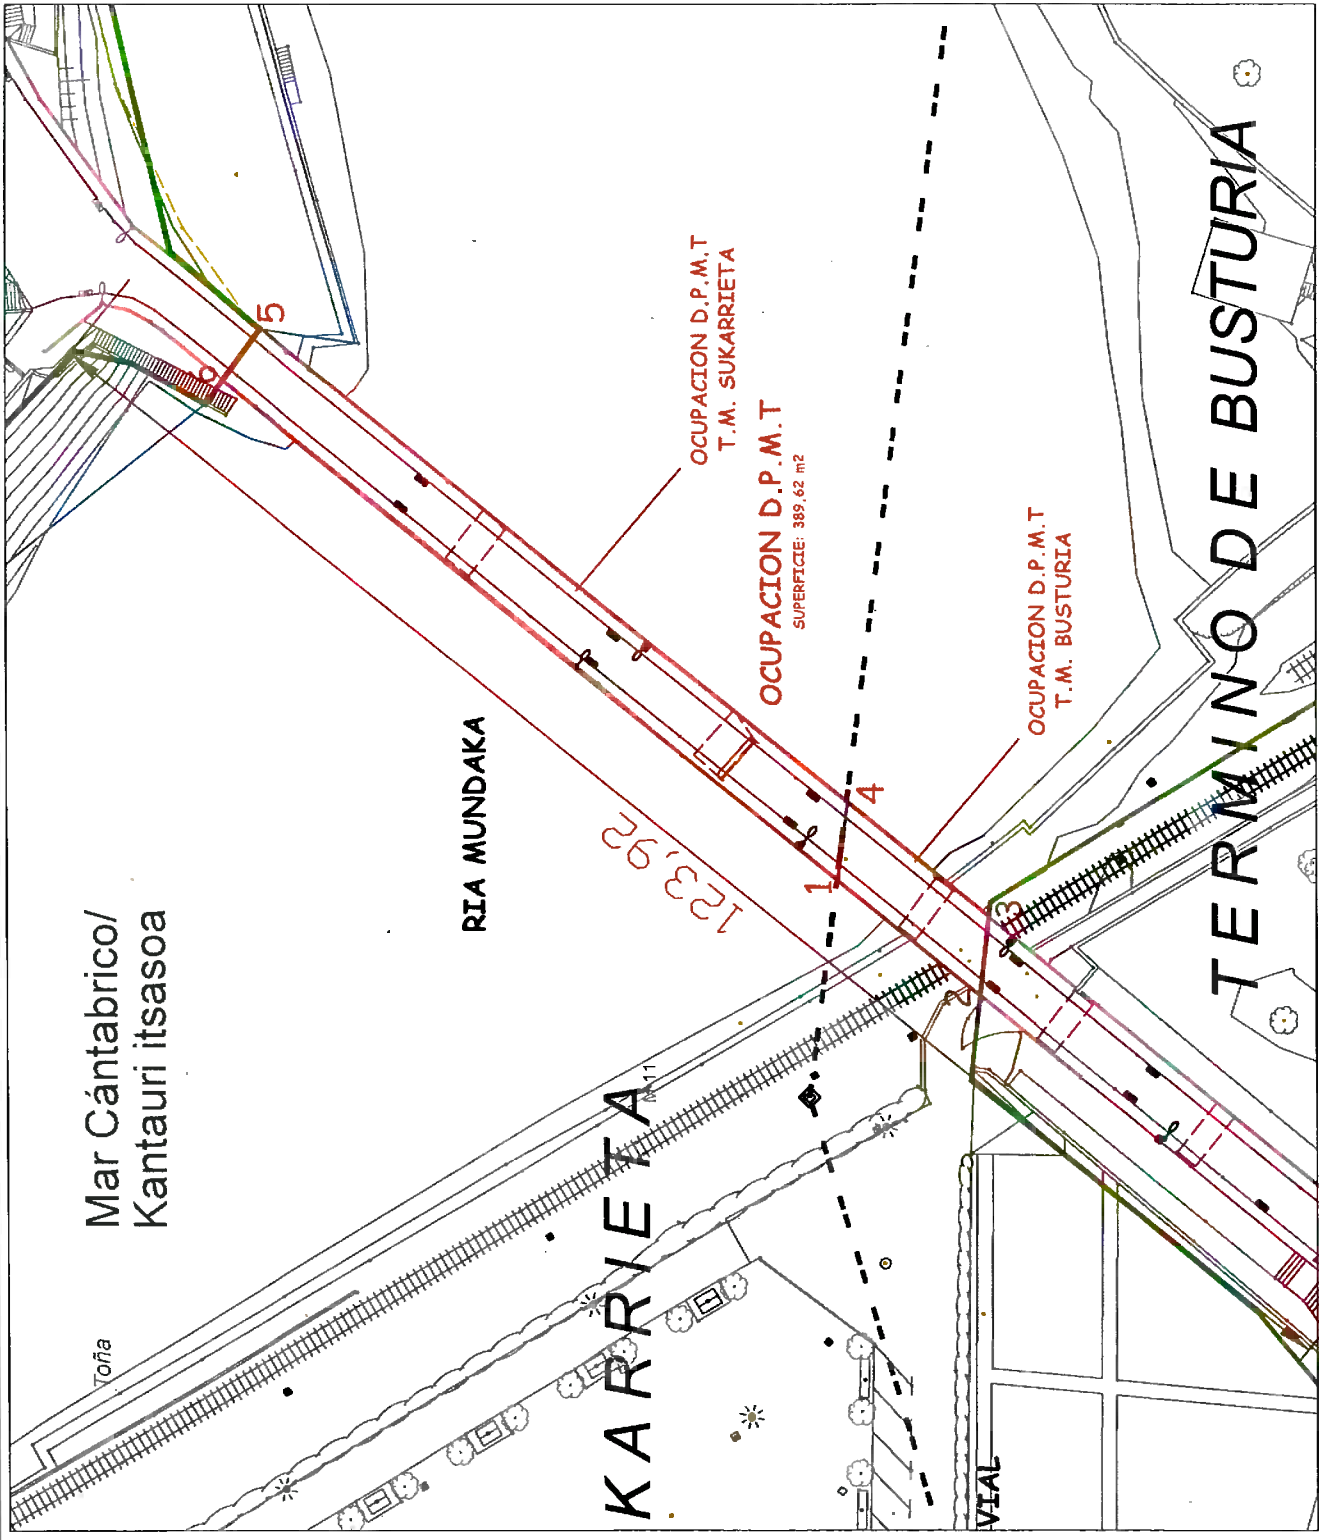 Mar Cántabrico/
Kantauri itsasoa
Toña
RIA MUNDAKA
123,92
OCUPACION D.P.M.T
T.M. SUKARRIETA
OCUPACION D.P.M.T
SUPERFICIE: 389,62 m2
OCUPACION D.P.M.T
T.M. BUSTURIA
KARRIETA
TERMINO DE BUSTURIA
VIAL
1
2
3
4
5
6